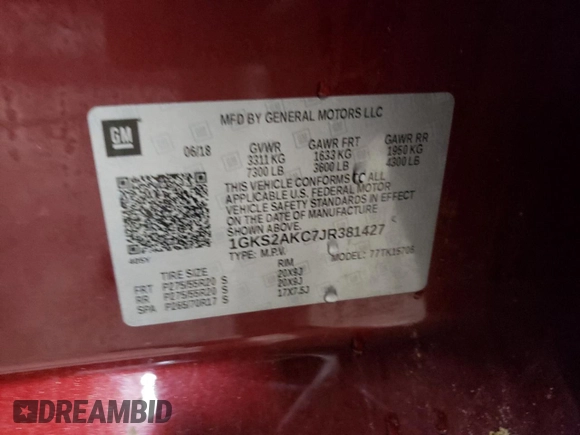 GM
MFD BY GENERAL MOTORS LLC
06/18 GVWR GAWR FRT GAWR RR
3311 KG 1633 KG 1950 KG
7300 LB 3600 LB 4300 LB
THIS VEHICLE CONFORMS TO ALL
APPLICABLE U.S. FEDERAL MOTOR
VEHICLE SAFETY STANDARDS IN EFFECT
ON THE DATE OF MANUFACTURE
SHOWN ABOVE.
1GKS2AKC7JR381427
TYPE: M.P.V. MODEL: 77TK15706
TIRE SIZE RIM
FRT P275/55R20 S 20X9J
RR P275/55R20 S 20X9J
SPA P265/70R17 S 17X7.5J
DREAMBID